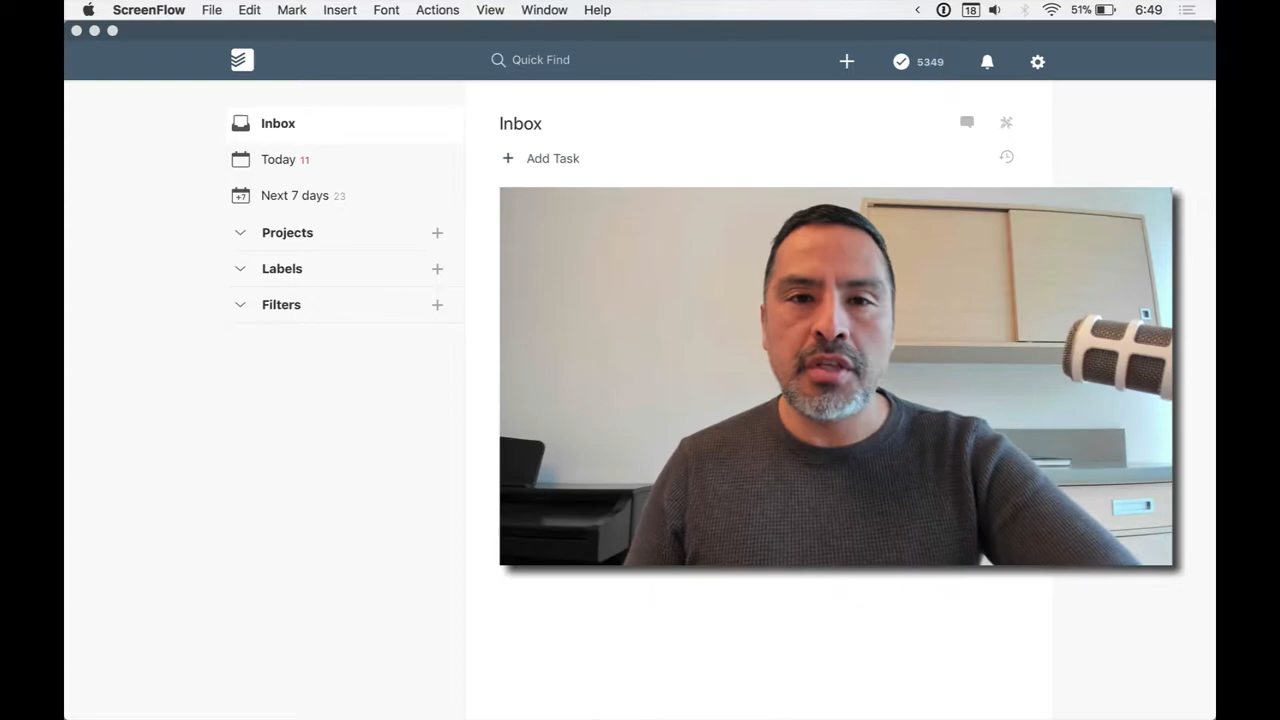 ScreenFlow File Edit Mark Insert Font Actions View Window Help 18 51% 6:49
Quick Find 5349
Inbox
Today 11
Next 7 days 23
+7
Projects
Labels
Filters
Inbox
Add Task